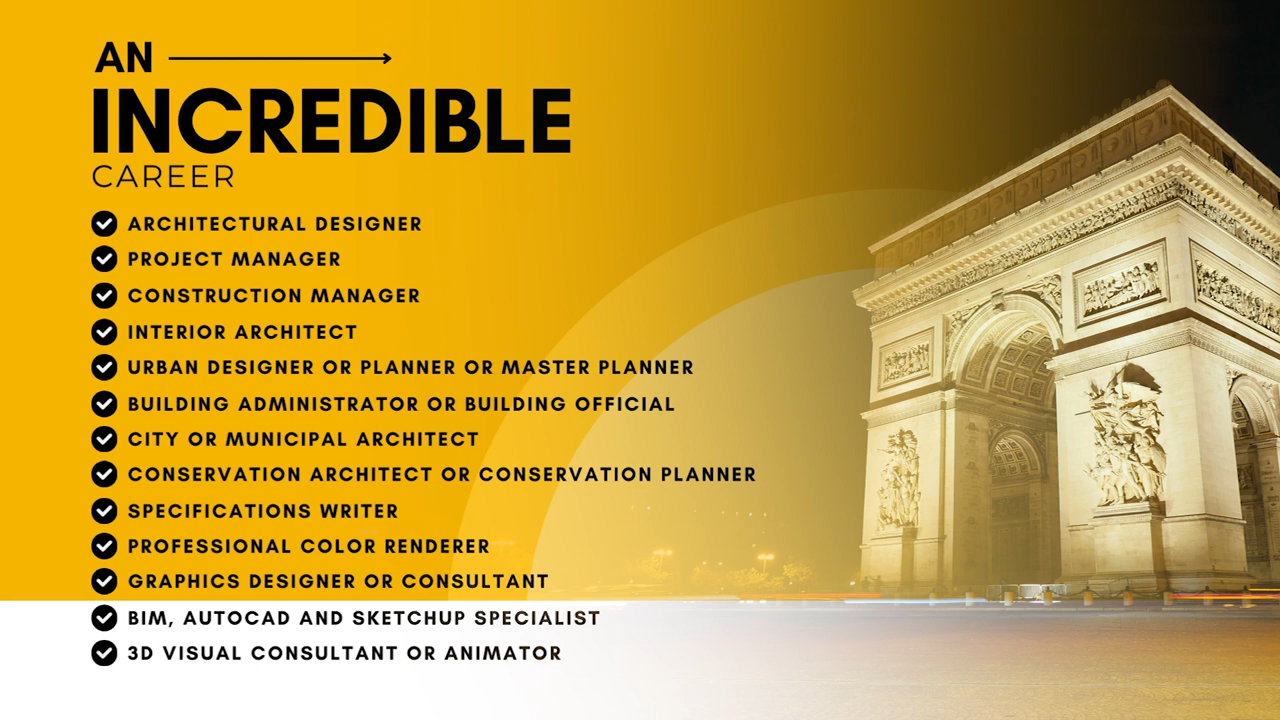 AN
INCREDIBLE
CAREER
ARCHITECTURAL DESIGNER
PROJECT MANAGER
CONSTRUCTION MANAGER
INTERIOR ARCHITECT
URBAN DESIGNER OR PLANNER OR MASTER PLANNER
BUILDING ADMINISTRATOR OR BUILDING OFFICIAL
CITY OR MUNICIPAL ARCHITECT
CONSERVATION ARCHITECT OR CONSERVATION PLANNER
SPECIFICATIONS WRITER
PROFESSIONAL COLOR RENDERER
GRAPHICS DESIGNER OR CONSULTANT
BIM, AUTOCAD AND SKETCHUP SPECIALIST
3D VISUAL CONSULTANT OR ANIMATOR